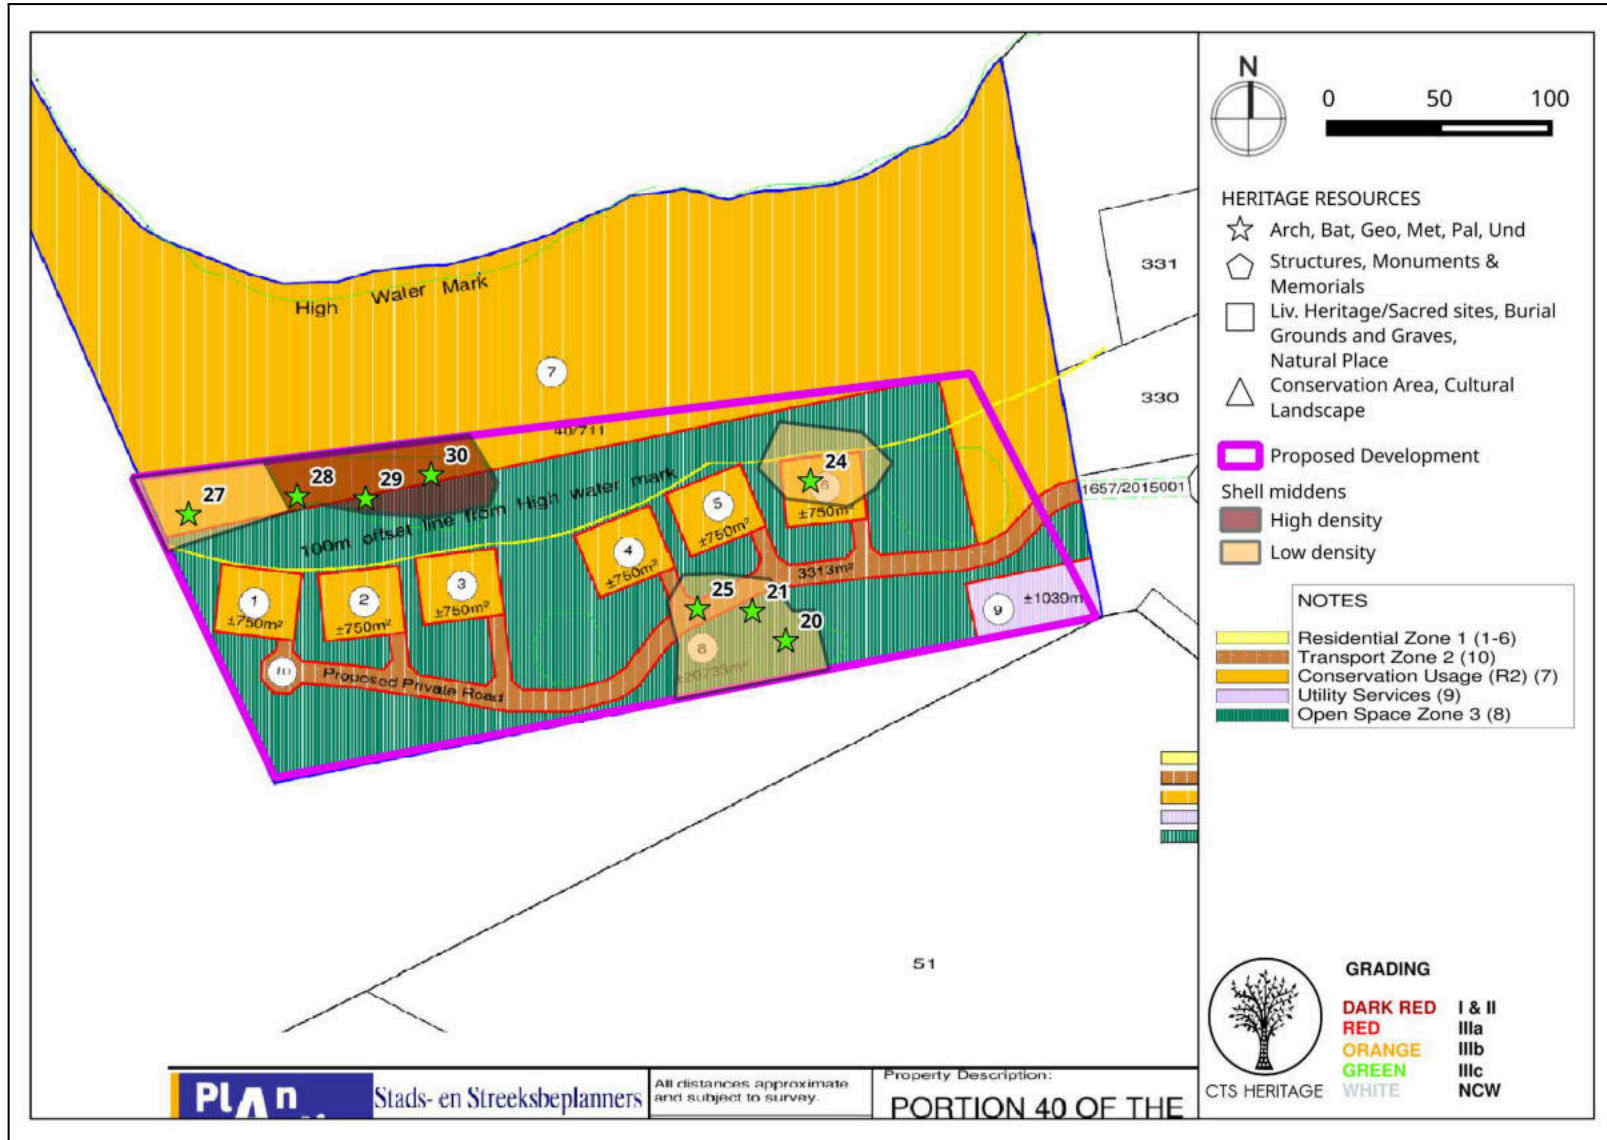 High Water Mark
7
40/711
27
28
29
30
24
6
±750m²
100m offset line from High water mark
5
±750m²
4
±750m²
3
±750m²
2
±750m²
1
±750m²
3313m²
25
21
20
8
±20733m²
9
±1039m
10
Proposed Private Road
331
330
1657/2015001
51
N
0 50 100
HERITAGE RESOURCES
Arch, Bat, Geo, Met, Pal, Und
Structures, Monuments &
Memorials
Liv. Heritage/Sacred sites, Burial
Grounds and Graves,
Natural Place
Conservation Area, Cultural
Landscape
Proposed Development
Shell middens
High density
Low density
NOTES
Residential Zone 1 (1-6)
Transport Zone 2 (10)
Conservation Usage (R2) (7)
Utility Services (9)
Open Space Zone 3 (8)
GRADING
DARK RED I & II
RED IIIa
ORANGE IIIb
GREEN IIIc
WHITE NCW
CTS HERITAGE
PLAn
Stads- en Streeksbeplanners
All distances approximate
and subject to survey.
Property Description:
PORTION 40 OF THE